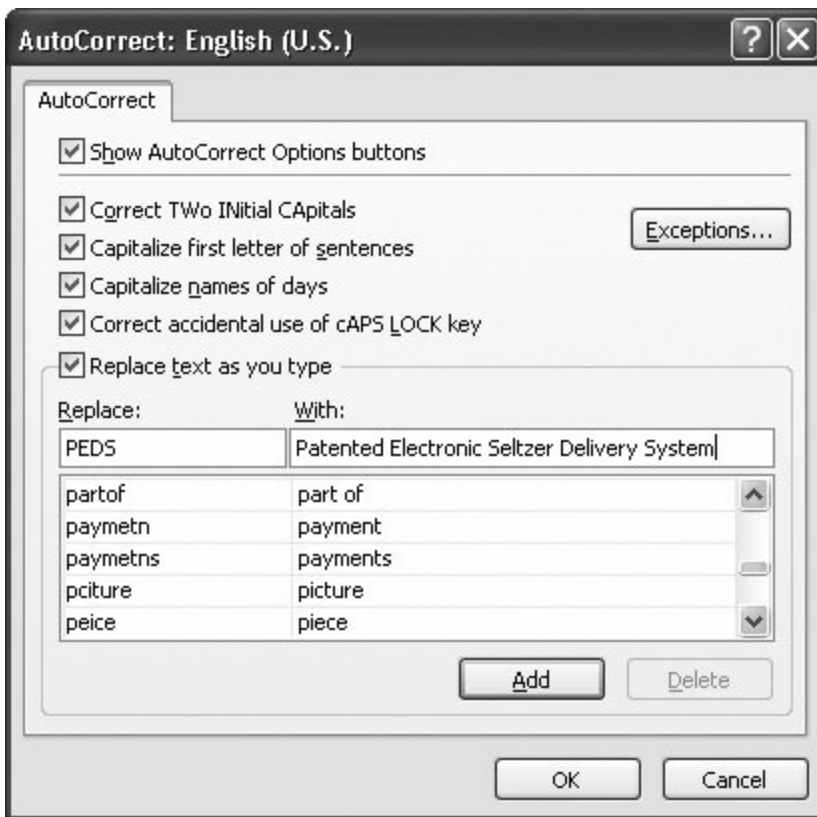 AutoCorrect: English (U.S.)
AutoCorrect
Show AutoCorrect Options buttons
Correct TWo INitial CApitals
Exceptions...
Capitalize first letter of sentences
Capitalize names of days
Correct accidental use of cAPS LOCK key
Replace text as you type
Replace: With:
PEDS Patented Electronic Seltzer Delivery System
partof part of
paymetn payment
paymetns payments
pciture picture
peice piece
Add Delete
OK Cancel